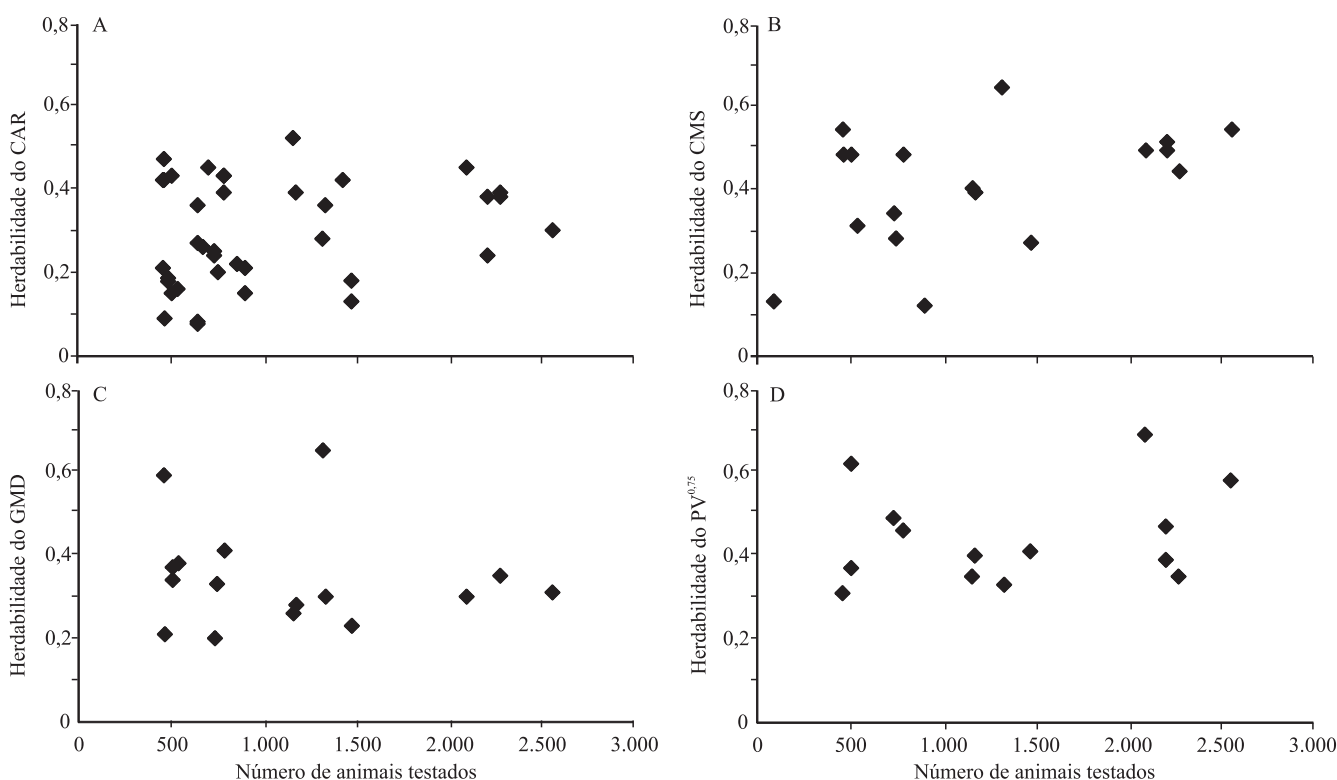 A
0,8
0,6
0,4
0,2
0
Herdabilidade do CAR
B
0,8
0,6
0,4
0,2
0
Herdabilidade do CMS
C
0,8
0,6
0,4
0,2
0
Herdabilidade do GMD
0 500 1.000 1.500 2.000 2.500 3.000
Número de animais testados
D
0,8
0,6
0,4
0,2
0
Herdabilidade do PV0,75
0 500 1.000 1.500 2.000 2.500 3.000
Número de animais testados